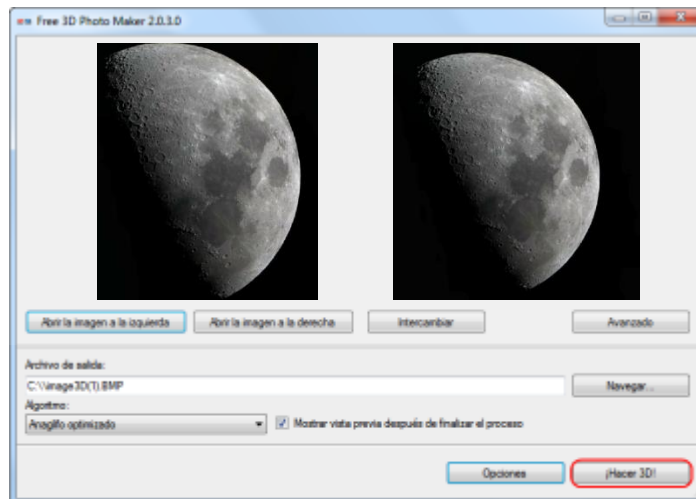 Free 3D Photo Maker 2.0.3.0
Abrir la imagen a la izquierda
Abrir la imagen a la derecha
Intercambiar
Avanzado
Archivo de salida:
C:\image3D(1).BMP
Navegar...
Algoritmo:
Anaglifo optimizado
Mostrar vista previa después de finalizar el proceso
Opciones
¡Hacer 3D!